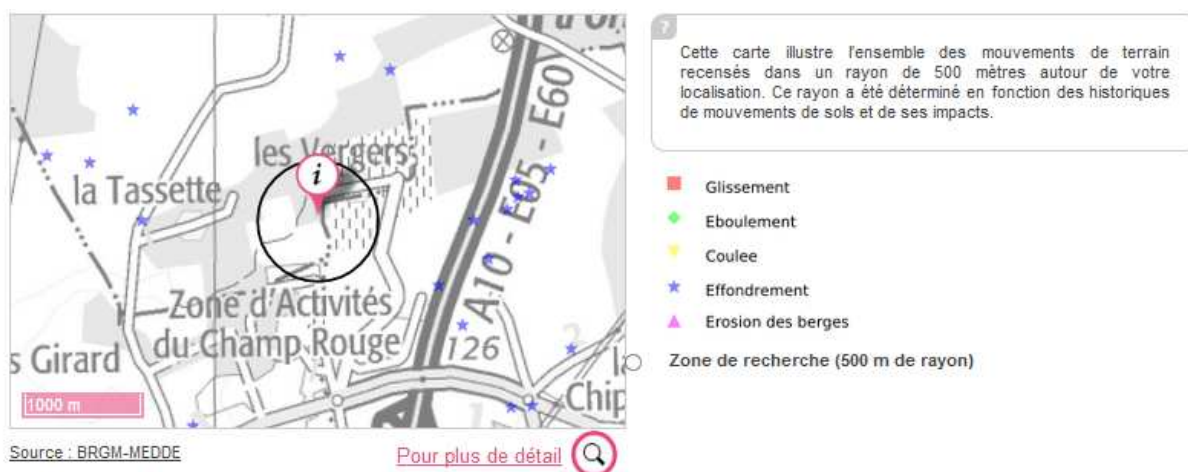 les Vergers
la Tassette
A10 - E05 - E60
Zone d'Activités
du Champ Rouge
126
s Girard
Chip
1000 m
Source : BRGM-MEDDE
Pour plus de détail
?
Cette carte illustre l'ensemble des mouvements de terrain
recensés dans un rayon de 500 mètres autour de votre
localisation. Ce rayon a été déterminé en fonction des historiques
de mouvements de sols et de ses impacts.
Glissement
Eboulement
Coulee
Effondrement
Erosion des berges
Zone de recherche (500 m de rayon)